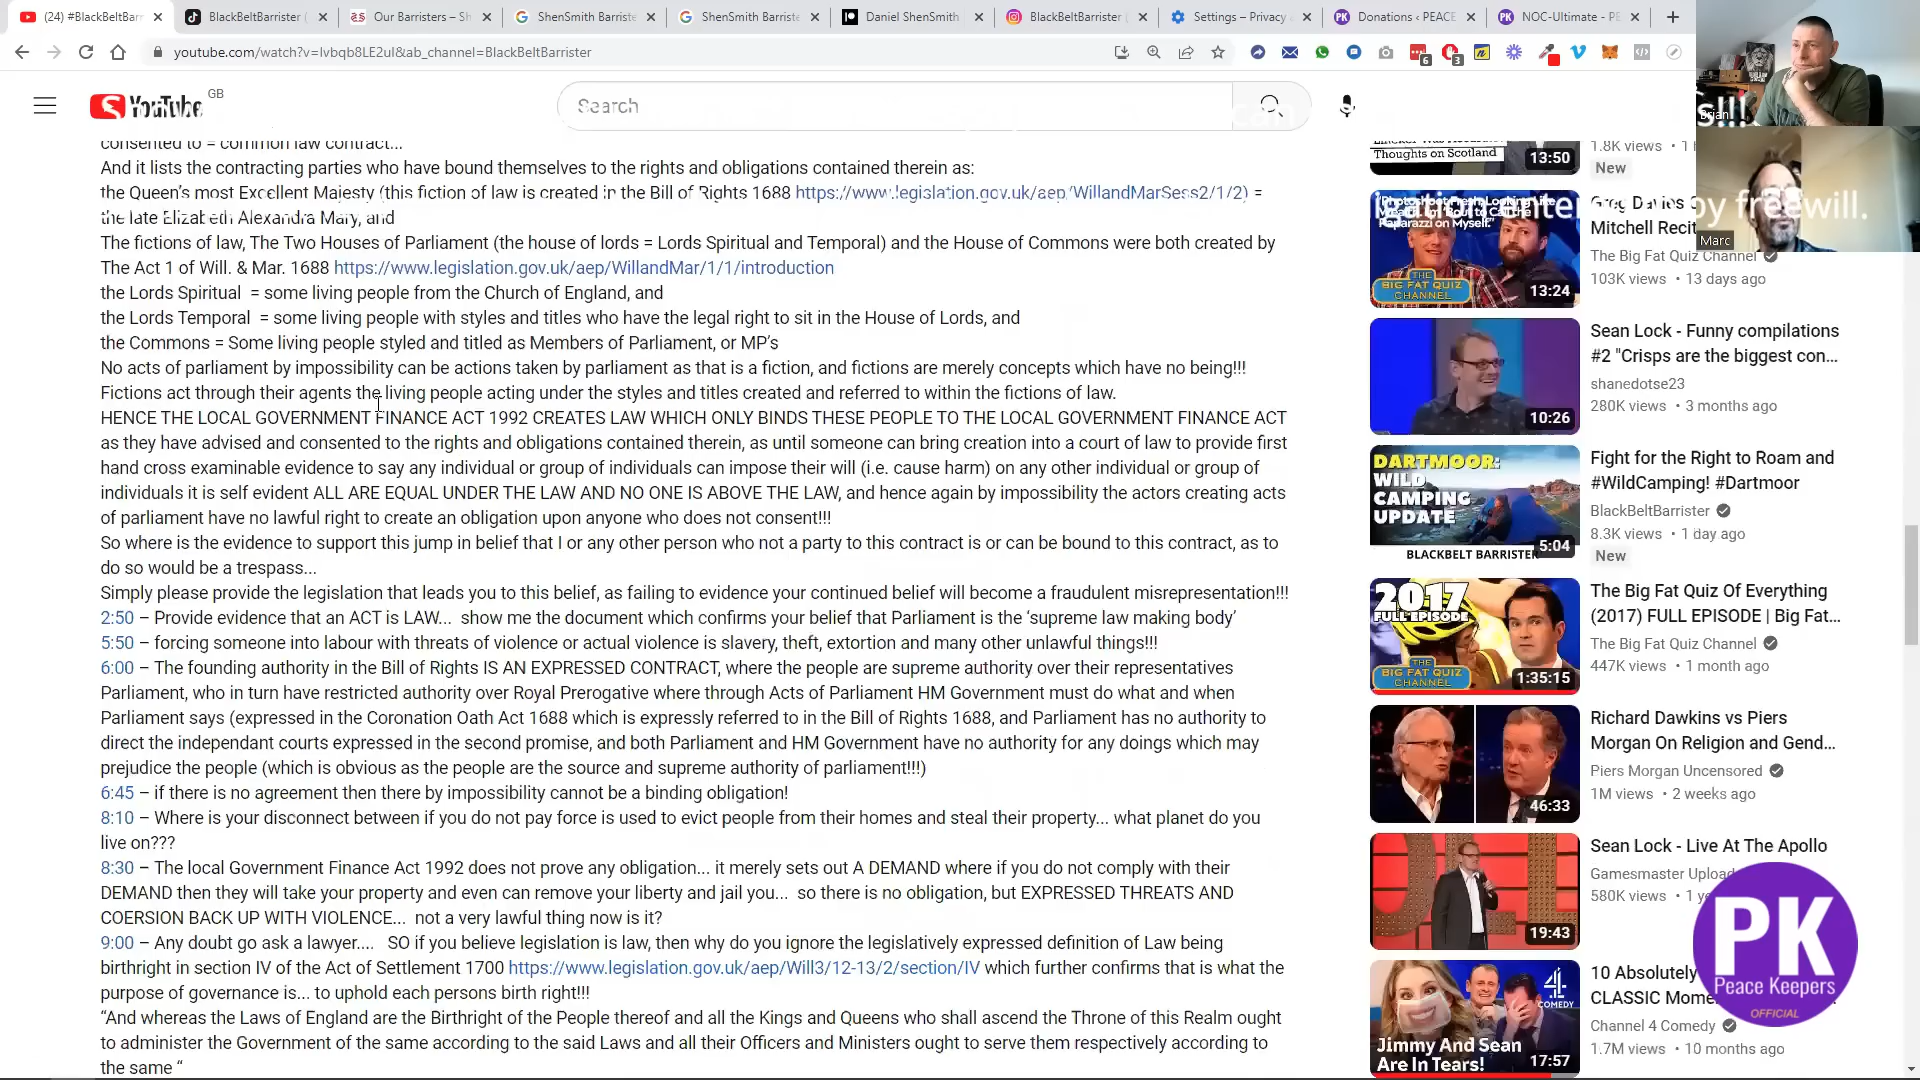 (24) #BlackBeltBarr
BlackBeltBarrister (
Our Barristers – Sh
ShenSmith Barriste
ShenSmith Barriste
Daniel ShenSmith
BlackBeltBarrister
Settings – Privacy
Donations ‹ PEACE
NOC-Ultimate - PE
youtube.com/watch?v=lvbqb8LE2uI&ab_channel=BlackBeltBarrister
6
3
YouTube
GB
Search
s!!!
Brian
by freewill.
Marc
consented to = common law contract...
And it lists the contracting parties who have bound themselves to the rights and obligations contained therein as:
the Queen's most Excellent Majesty (this fiction of law is created in the Bill of Rights 1688 https://www.legislation.gov.uk/aep/WillandMarSess2/1/2) =
the late Elizabeth Alexandra Mary, and
The fictions of law, The Two Houses of Parliament (the house of lords = Lords Spiritual and Temporal) and the House of Commons were both created by
The Act 1 of Will. & Mar. 1688 https://www.legislation.gov.uk/aep/WillandMar/1/1/introduction
the Lords Spiritual = some living people from the Church of England, and
the Lords Temporal = some living people with styles and titles who have the legal right to sit in the House of Lords, and
the Commons = Some living people styled and titled as Members of Parliament, or MP's
No acts of parliament by impossibility can be actions taken by parliament as that is a fiction, and fictions are merely concepts which have no being!!!
Fictions act through their agents the living people acting under the styles and titles created and referred to within the fictions of law.
HENCE THE LOCAL GOVERNMENT FINANCE ACT 1992 CREATES LAW WHICH ONLY BINDS THESE PEOPLE TO THE LOCAL GOVERNMENT FINANCE ACT
as they have advised and consented to the rights and obligations contained therein, as until someone can bring creation into a court of law to provide first
hand cross examinable evidence to say any individual or group of individuals can impose their will (i.e. cause harm) on any other individual or group of
individuals it is self evident ALL ARE EQUAL UNDER THE LAW AND NO ONE IS ABOVE THE LAW, and hence again by impossibility the actors creating acts
of parliament have no lawful right to create an obligation upon anyone who does not consent!!!
So where is the evidence to support this jump in belief that I or any other person who not a party to this contract is or can be bound to this contract, as to
do so would be a trespass...
Simply please provide the legislation that leads you to this belief, as failing to evidence your continued belief will become a fraudulent misrepresentation!!!
2:50 – Provide evidence that an ACT is LAW... show me the document which confirms your belief that Parliament is the 'supreme law making body'
5:50 – forcing someone into labour with threats of violence or actual violence is slavery, theft, extortion and many other unlawful things!!!
6:00 – The founding authority in the Bill of Rights IS AN EXPRESSED CONTRACT, where the people are supreme authority over their representatives
Parliament, who in turn have restricted authority over Royal Prerogative where through Acts of Parliament HM Government must do what and when
Parliament says (expressed in the Coronation Oath Act 1688 which is expressly referred to in the Bill of Rights 1688, and Parliament has no authority to
direct the independant courts expressed in the second promise, and both Parliament and HM Government have no authority for any doings which may
prejudice the people (which is obvious as the people are the source and supreme authority of parliament!!!)
6:45 – if there is no agreement then there by impossibility cannot be a binding obligation!
8:10 – Where is your disconnect between if you do not pay force is used to evict people from their homes and steal their property... what planet do you
live on???
8:30 – The local Government Finance Act 1992 does not prove any obligation... it merely sets out A DEMAND where if you do not comply with their
DEMAND then they will take your property and even can remove your liberty and jail you... so there is no obligation, but EXPRESSED THREATS AND
COERSION BACK UP WITH VIOLENCE... not a very lawful thing now is it?
9:00 – Any doubt go ask a lawyer.... SO if you believe legislation is law, then why do you ignore the legislatively expressed definition of Law being
birthright in section IV of the Act of Settlement 1700 https://www.legislation.gov.uk/aep/Will3/12-13/2/section/IV which further confirms that is what the
purpose of governance is... to uphold each persons birth right!!!
“And whereas the Laws of England are the Birthright of the People thereof and all the Kings and Queens who shall ascend the Throne of this Realm ought
to administer the Government of the same according to the said Laws and all their Officers and Ministers ought to serve them respectively according to
the same “
Thoughts on Scotland
13:50
1.8K views
New
"Photoshoot Fresh, Looking Like
Paparazzi on Myself."
THE
BIG FAT QUIZ
CHANNEL
13:24
Mitchell Recit
The Big Fat Quiz Channel
103K views • 13 days ago
10:26
Sean Lock - Funny compilations
#2 "Crisps are the biggest con...
shanedotse23
280K views • 3 months ago
DARTMOOR:
WILD
CAMPING
UPDATE
BLACKBELT BARRISTER
5:04
Fight for the Right to Roam and
#WildCamping! #Dartmoor
BlackBeltBarrister
8.3K views • 1 day ago
New
2017
FULL EPISODE
THE
BIG FAT QUIZ
CHANNEL
1:35:15
The Big Fat Quiz Of Everything
(2017) FULL EPISODE | Big Fat...
The Big Fat Quiz Channel
447K views • 1 month ago
46:33
Richard Dawkins vs Piers
Morgan On Religion and Gend...
Piers Morgan Uncensored
1M views • 2 weeks ago
19:43
Sean Lock - Live At The Apollo
Gamesmaster Upload
580K views • 1 y
4
COMEDY
Jimmy And Sean
Are In Tears!
17:57
10 Absolutely
CLASSIC Mome
Channel 4 Comedy
1.7M views • 10 months ago
PK
Peace Keepers
OFFICIAL